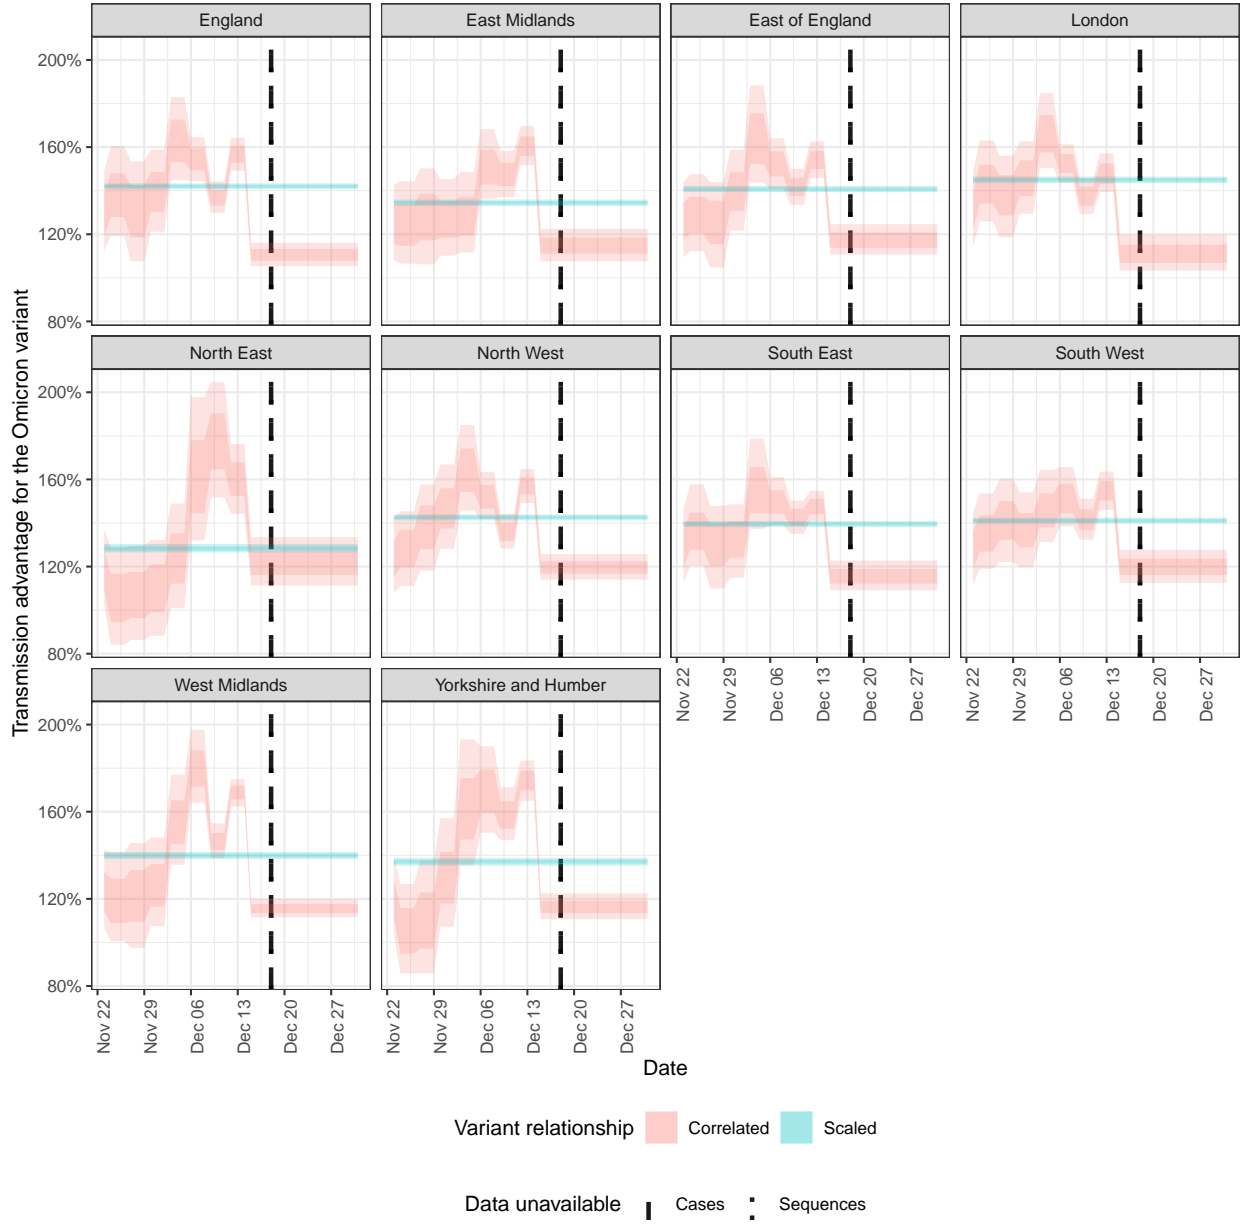 England
East Midlands
East of England
London
200%
160%
120%
80%
North East
North West
South East
South West
200%
160%
120%
80%
Nov 22
Nov 29
Dec 06
Dec 13
Dec 20
Dec 27
Nov 22
Nov 29
Dec 06
Dec 13
Dec 20
Dec 27
West Midlands
Yorkshire and Humber
200%
160%
120%
80%
Nov 22
Nov 29
Dec 06
Dec 13
Dec 20
Dec 27
Nov 22
Nov 29
Dec 06
Dec 13
Dec 20
Dec 27
Transmission advantage for the Omicron variant
Date
Variant relationship Correlated Scaled
Data unavailable Cases Sequences